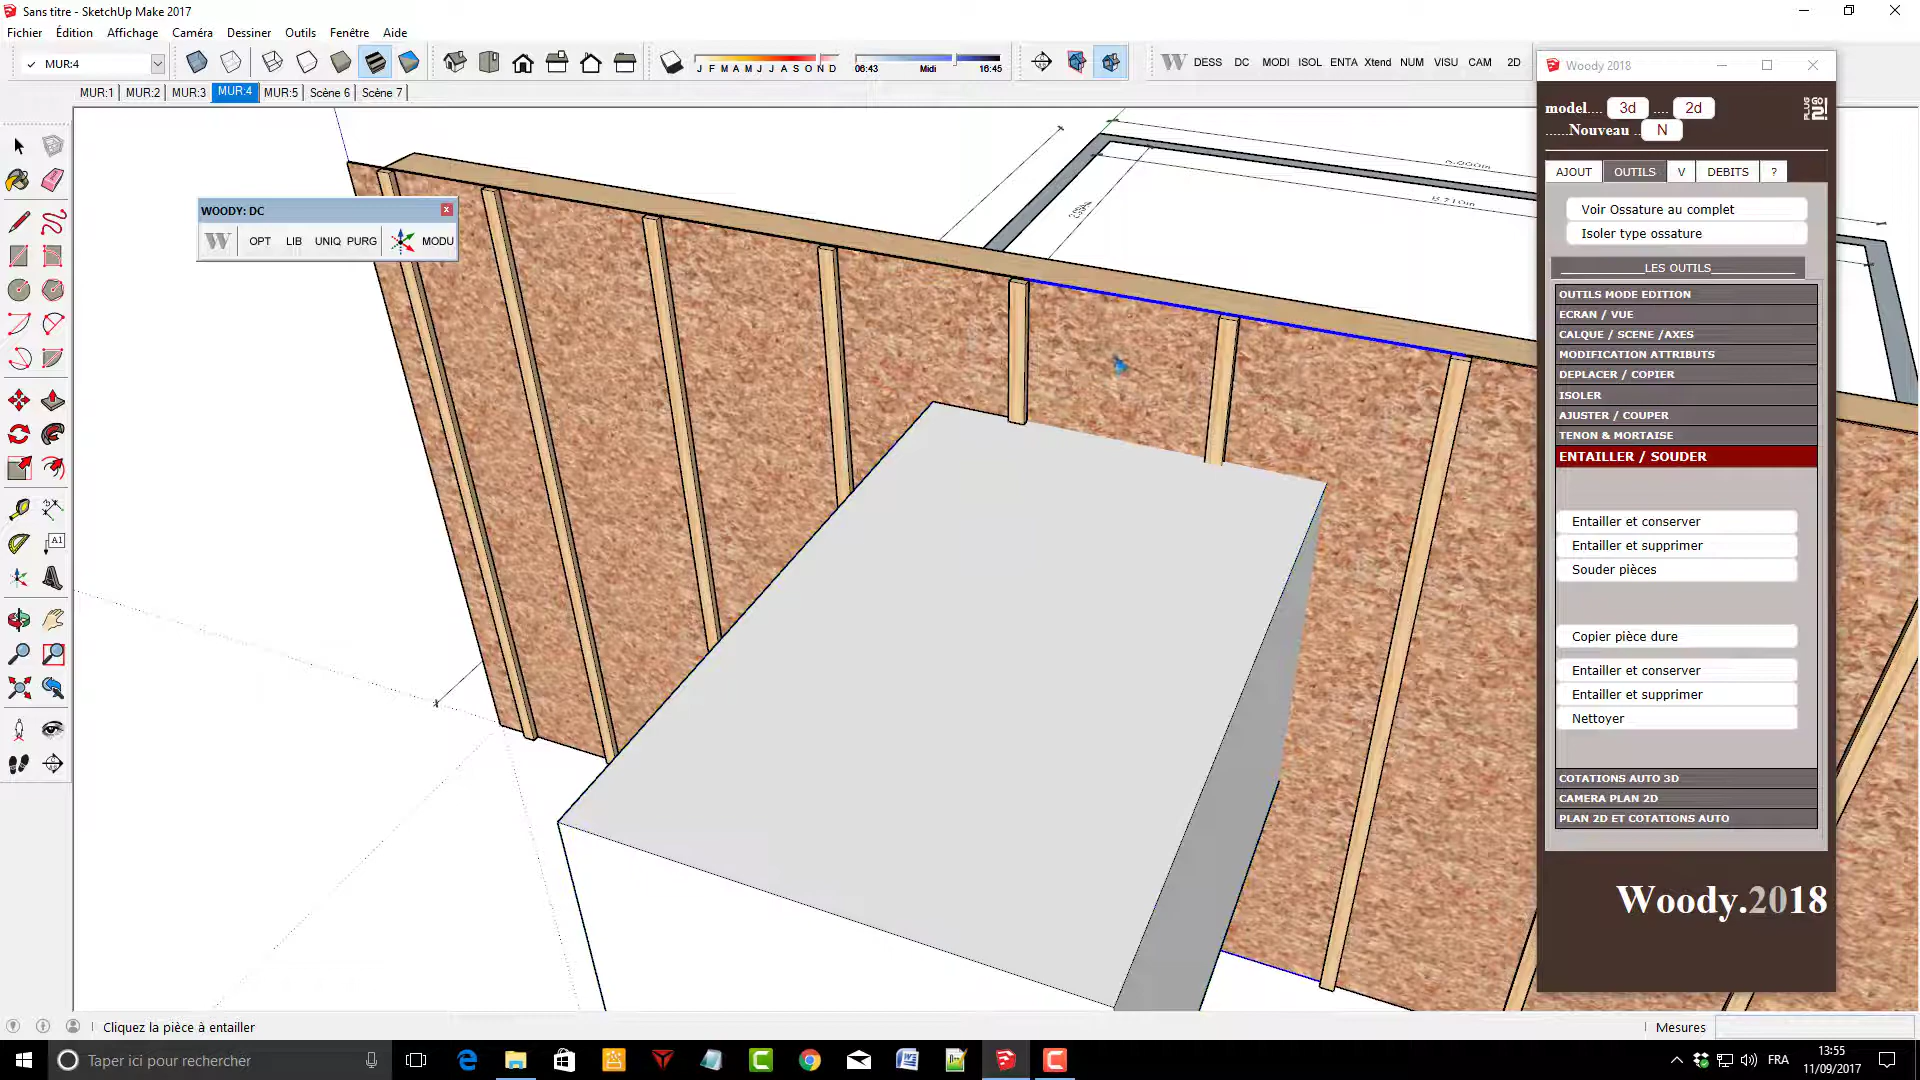 Sans titre - SketchUp Make 2017
Fichier Édition Affichage Caméra Dessiner Outils Fenêtre Aide
MUR:4
J F M A M J J A S O N D
06:43 Midi 16:45
DESS DC MODI ISOL ENTA Xtend NUM VISU CAM 2D
MUR:1 MUR:2 MUR:3 MUR:4 MUR:5 Scène 6 Scène 7
Woody 2018
model.... 3d .... 2d
......Nouveau .. N
AJOUT OUTILS V DEBITS ?
Voir Ossature au complet
Isoler type ossature
LES OUTILS
OUTILS MODE EDITION
ECRAN / VUE
CALQUE / SCENE /AXES
MODIFICATION ATTRIBUTS
DEPLACER / COPIER
ISOLER
AJUSTER / COUPER
TENON & MORTAISE
ENTAILLER / SOUDER
Entailler et conserver
Entailler et supprimer
Souder pièces
Copier pièce dure
Entailler et conserver
Entailler et supprimer
Nettoyer
COTATIONS AUTO 3D
CAMERA PLAN 2D
PLAN 2D ET COTATIONS AUTO
Woody.2018
WOODY: DC
W OPT LIB UNIQ PURG MODU
Cliquez la pièce à entailler
Mesures
Taper ici pour rechercher
FRA
13:55
11/09/2017